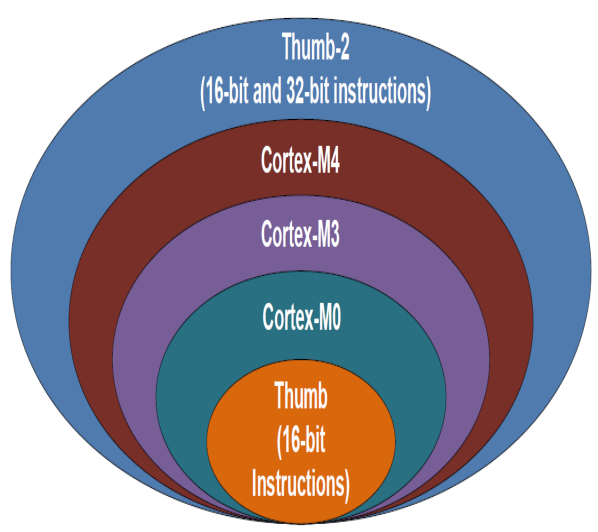 Thumb-2
(16-bit and 32-bit instructions)
Cortex-M4
Cortex-M3
Cortex-M0
Thumb
(16-bit
Instructions)